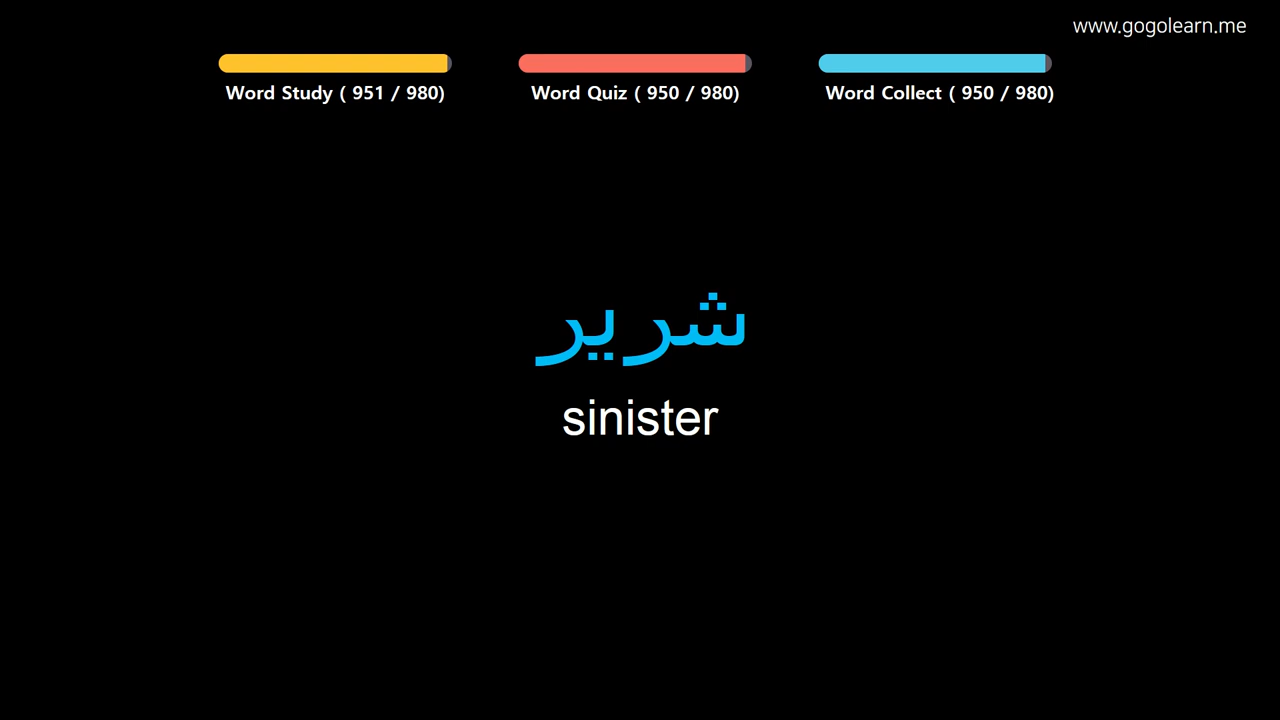 www.gogolearn.me
Word Study ( 951 / 980)
Word Quiz ( 950 / 980)
Word Collect ( 950 / 980)
شرير
sinister